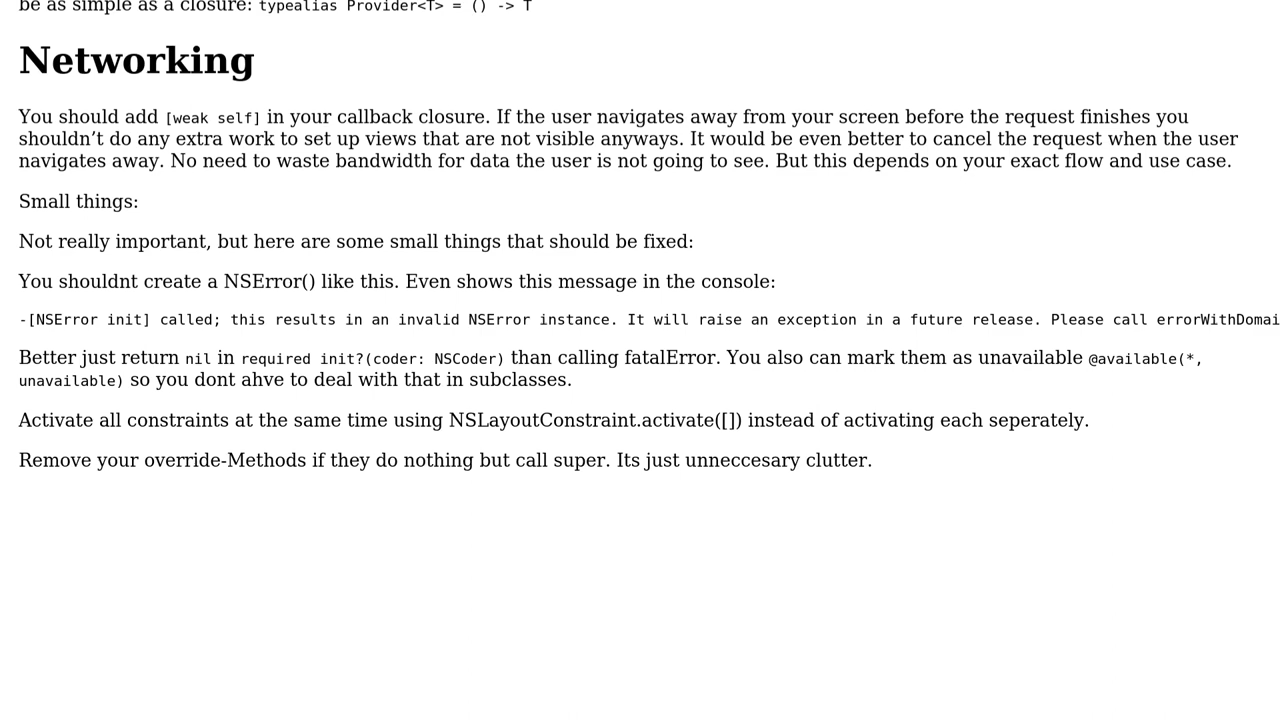 be as simple as a closure: typealias Provider<T> = () -> T
Networking
You should add [weak self] in your callback closure. If the user navigates away from your screen before the request finishes you
shouldn’t do any extra work to set up views that are not visible anyways. It would be even better to cancel the request when the user
navigates away. No need to waste bandwidth for data the user is not going to see. But this depends on your exact flow and use case.
Small things:
Not really important, but here are some small things that should be fixed:
You shouldnt create a NSError() like this. Even shows this message in the console:
-[NSError init] called; this results in an invalid NSError instance. It will raise an exception in a future release. Please call errorWithDomai
Better just return nil in required init?(coder: NSCoder) than calling fatalError. You also can mark them as unavailable @available(*,
unavailable) so you dont ahve to deal with that in subclasses.
Activate all constraints at the same time using NSLayoutConstraint.activate([]) instead of activating each seperately.
Remove your override-Methods if they do nothing but call super. Its just unneccesary clutter.